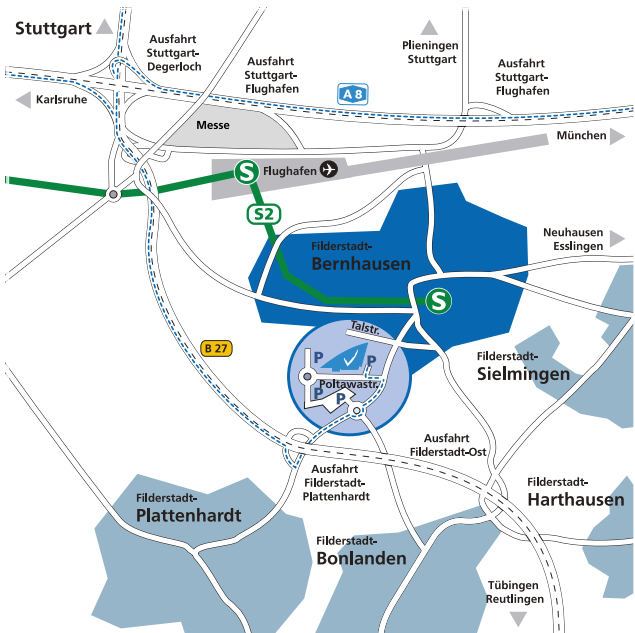 Stuttgart
Ausfahrt
Stuttgart-
Degerloch
Ausfahrt
Stuttgart-
Flughafen
Plieningen
Stuttgart
Ausfahrt
Stuttgart-
Flughafen
Karlsruhe
A 8
Messe
München
S
Flughafen
S2
Filderstadt-
Bernhausen
Neuhausen
Esslingen
S
Talstr.
B 27
P
P
Poltawastr.
P
P
Filderstadt-
Sielmingen
Ausfahrt
Filderstadt-Ost
Ausfahrt
Filderstadt-
Plattenhardt
Filderstadt-
Plattenhardt
Filderstadt-
Harthausen
Filderstadt-
Bonlanden
Tübingen
Reutlingen